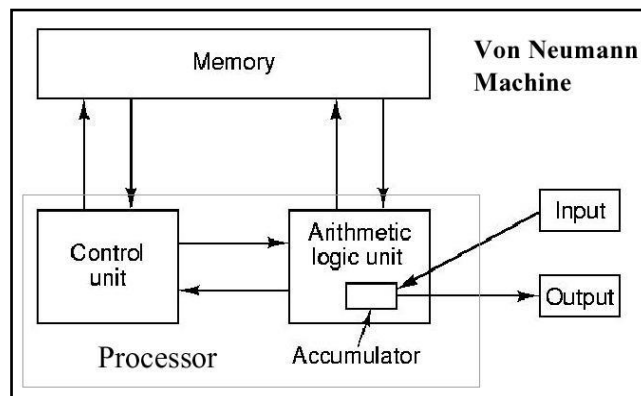 Memory
Von Neumann
Machine
Control
unit
Arithmetic
logic unit
Input
Output
Processor
Accumulator